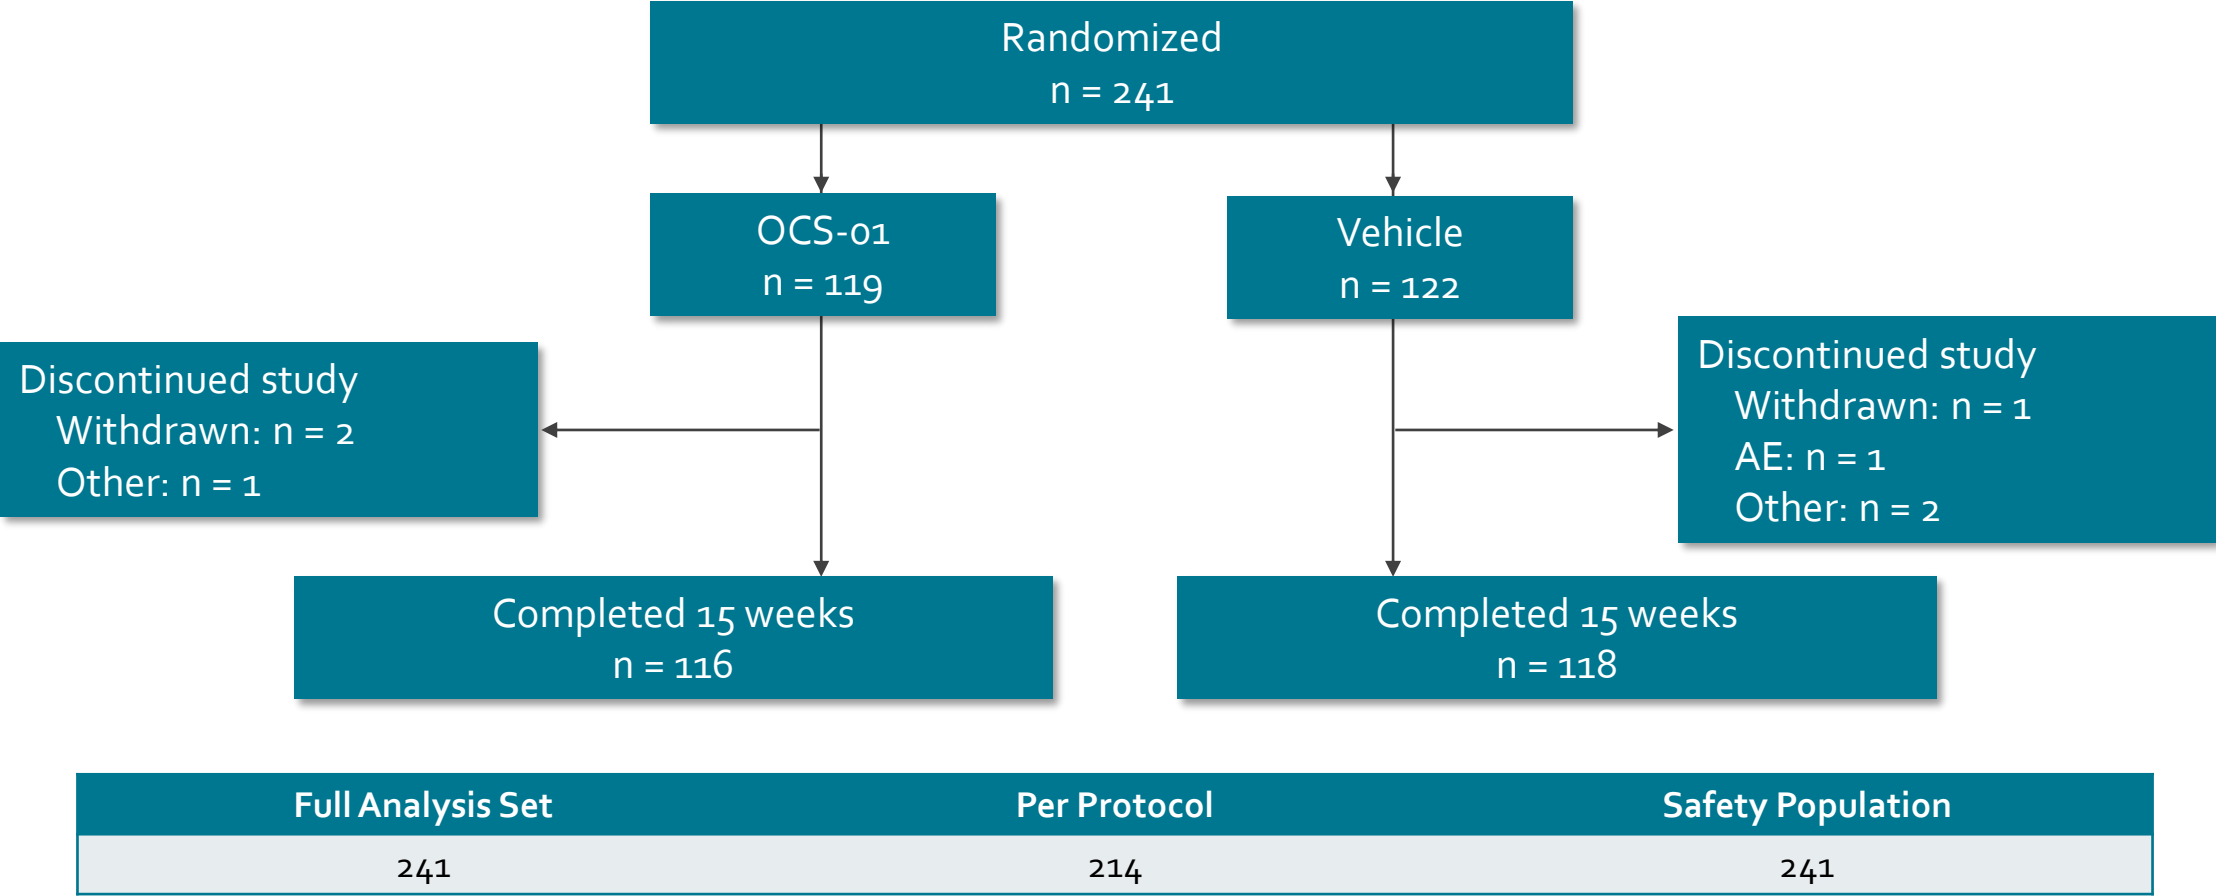 Randomized
n = 241
OCS-01
n = 119
Vehicle
n = 122
Discontinued study
Withdrawn: n = 2
Other: n = 1
Discontinued study
Withdrawn: n = 1
AE: n = 1
Other: n = 2
Completed 15 weeks
n = 116
Completed 15 weeks
n = 118
Full Analysis Set Per Protocol Safety Population
241 214 241